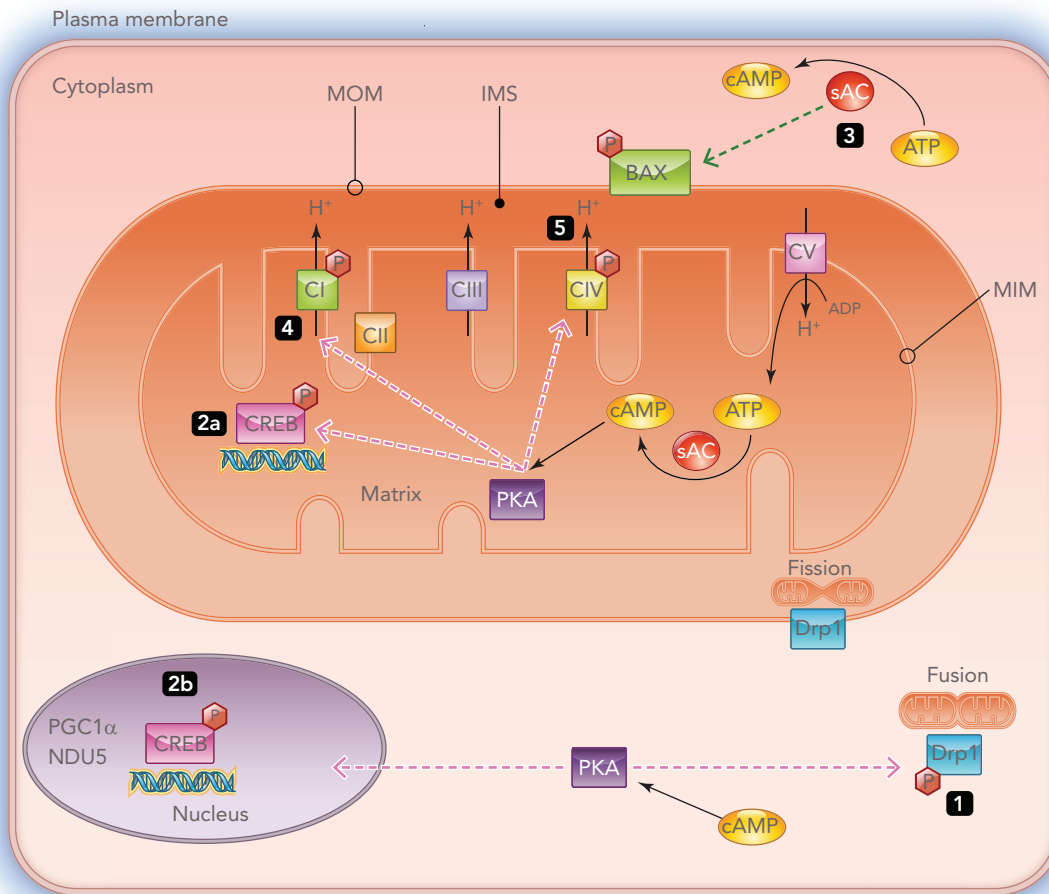 Plasma membrane
Cytoplasm
MOM
IMS
cAMP
sAC
3
ATP
P
BAX
H+
H+
5
H+
P
CI
4
CII
CIII
P
CIV
CV
ADP
H+
MIM
P
2a
CREB
cAMP
ATP
sAC
Matrix
PKA
Fission
Drp1
2b
PGC1α
NDU5
P
CREB
Nucleus
PKA
cAMP
Fusion
Drp1
P
1